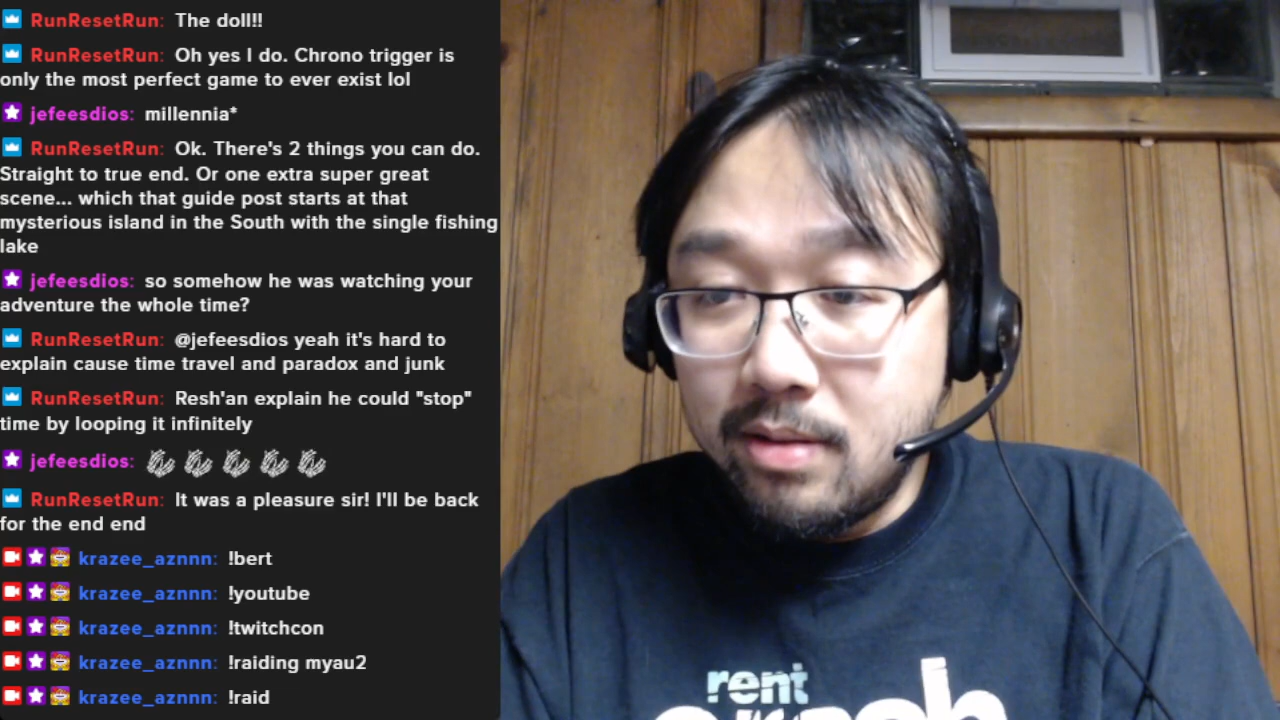 RunResetRun: The doll!!
RunResetRun: Oh yes I do. Chrono trigger is
only the most perfect game to ever exist lol
jefeesdios: millennia*
RunResetRun: Ok. There's 2 things you can do.
Straight to true end. Or one extra super great
scene... which that guide post starts at that
mysterious island in the South with the single fishing
lake
jefeesdios: so somehow he was watching your
adventure the whole time?
RunResetRun: @jefeesdios yeah it's hard to
explain cause time travel and paradox and junk
RunResetRun: Resh'an explain he could "stop"
time by looping it infinitely
jefeesdios:
RunResetRun: It was a pleasure sir! I'll be back
for the end end
krazee_aznnn: !bert
krazee_aznnn: !youtube
krazee_aznnn: !twitchcon
krazee_aznnn: !raiding myau2
krazee_aznnn: !raid
rent